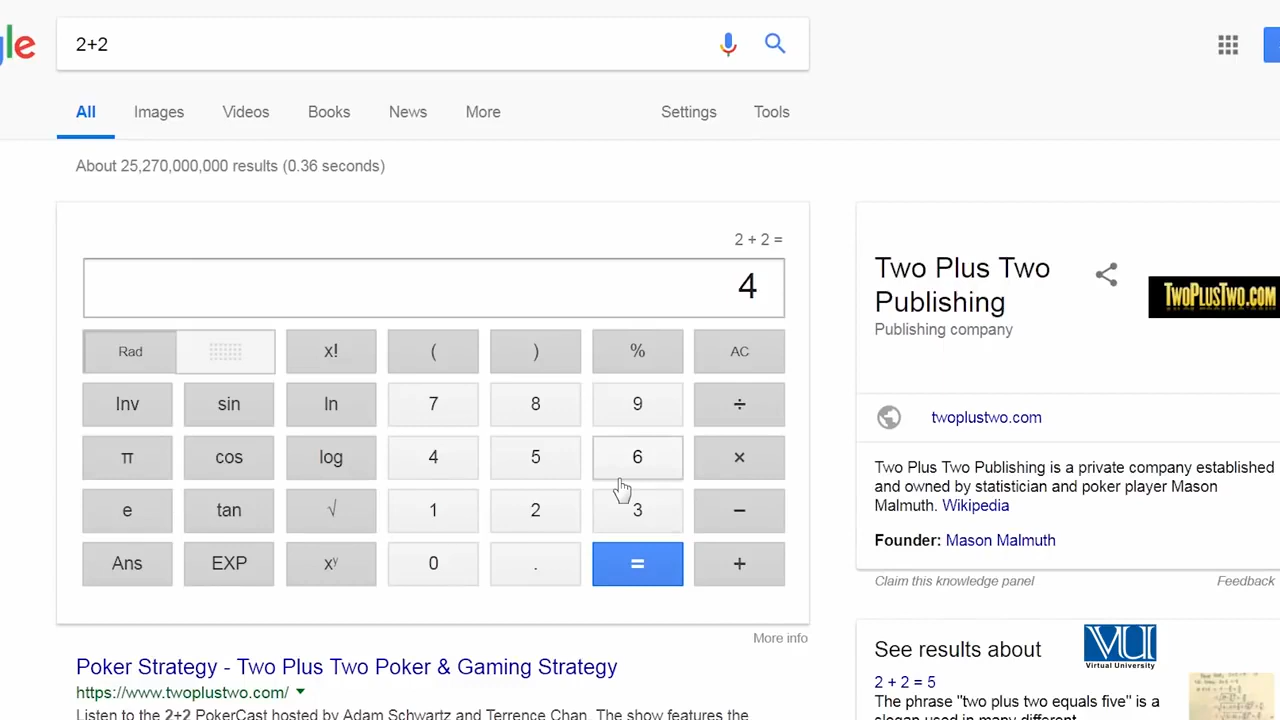 gle
2+2
All Images Videos Books News More Settings Tools
About 25,270,000,000 results (0.36 seconds)
2 + 2 =
4
Rad x! ( ) % AC
Inv sin ln 7 8 9 ÷
π cos log 4 5 6 ×
e tan √ 1 2 3 −
Ans EXP xʸ 0 . = +
More info
Poker Strategy - Two Plus Two Poker & Gaming Strategy
https://www.twoplustwo.com/
Listen to the 2+2 PokerCast hosted by Adam Schwartz and Terrence Chan. The show features the
Two Plus Two
Publishing
Publishing company
TWOPLUSTWO.COM
twoplustwo.com
Two Plus Two Publishing is a private company established
and owned by statistician and poker player Mason
Malmuth. Wikipedia
Founder: Mason Malmuth
Claim this knowledge panel Feedback
See results about
VU
Virtual University
2 + 2 = 5
The phrase "two plus two equals five" is a
slogan used in many different